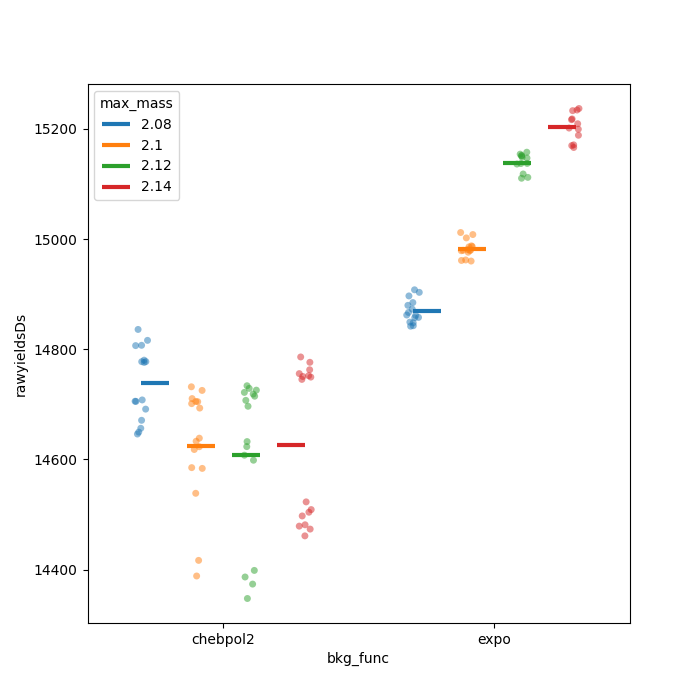 max_mass
2.08
2.1
2.12
2.14
15200
15000
14800
14600
14400
rawyieldsDs
chebpol2
expo
bkg_func